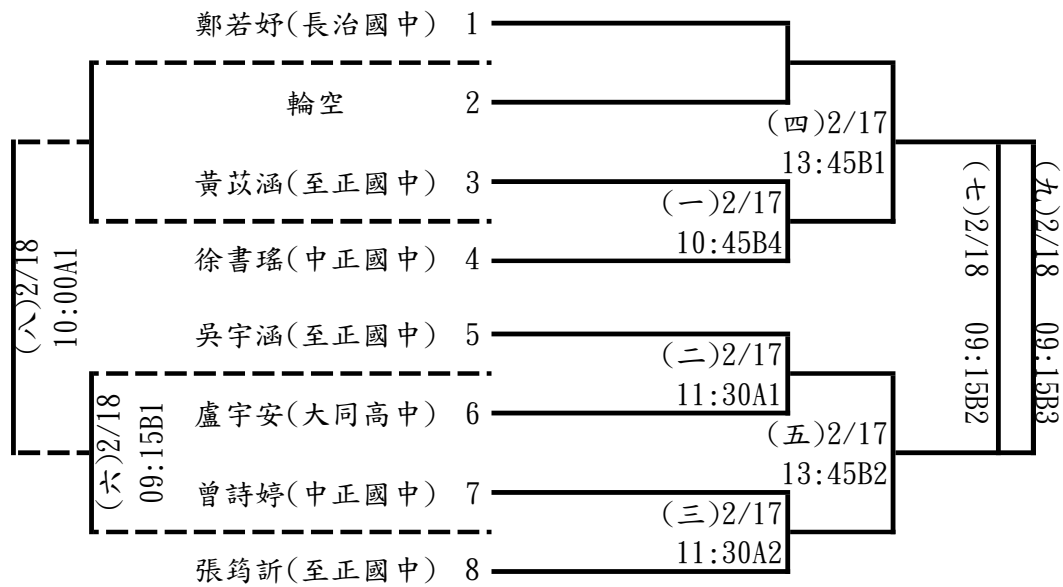 鄭若妤(長治國中) 1
輪空 2
(四)2/17
13:45B1
黃苡涵(至正國中) 3
(一)2/17
10:45B4
徐書瑤(中正國中) 4
(八)2/18
10:00A1
(七)2/18 09:15B2
(九)2/18 09:15B3
吳宇涵(至正國中) 5
(二)2/17
11:30A1
盧宇安(大同高中) 6
(五)2/17
13:45B2
(六)2/18
09:15B1
曾詩婷(中正國中) 7
(三)2/17
11:30A2
張筠訢(至正國中) 8